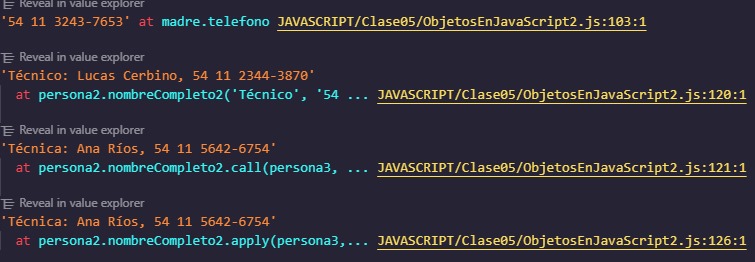 Reveal in value explorer
'54 11 3243-7653' at madre.telefono JAVASCRIPT/Clase05/ObjetosEnJavaScript2.js:103:1
Reveal in value explorer
'Técnico: Lucas Cerbino, 54 11 2344-3870'
at persona2.nombreCompleto2('Técnico', '54 ... JAVASCRIPT/Clase05/ObjetosEnJavaScript2.js:120:1
Reveal in value explorer
'Técnica: Ana Ríos, 54 11 5642-6754'
at persona2.nombreCompleto2.call(persona3, ... JAVASCRIPT/Clase05/ObjetosEnJavaScript2.js:121:1
Reveal in value explorer
'Técnica: Ana Ríos, 54 11 5642-6754'
at persona2.nombreCompleto2.apply(persona3,... JAVASCRIPT/Clase05/ObjetosEnJavaScript2.js:126:1